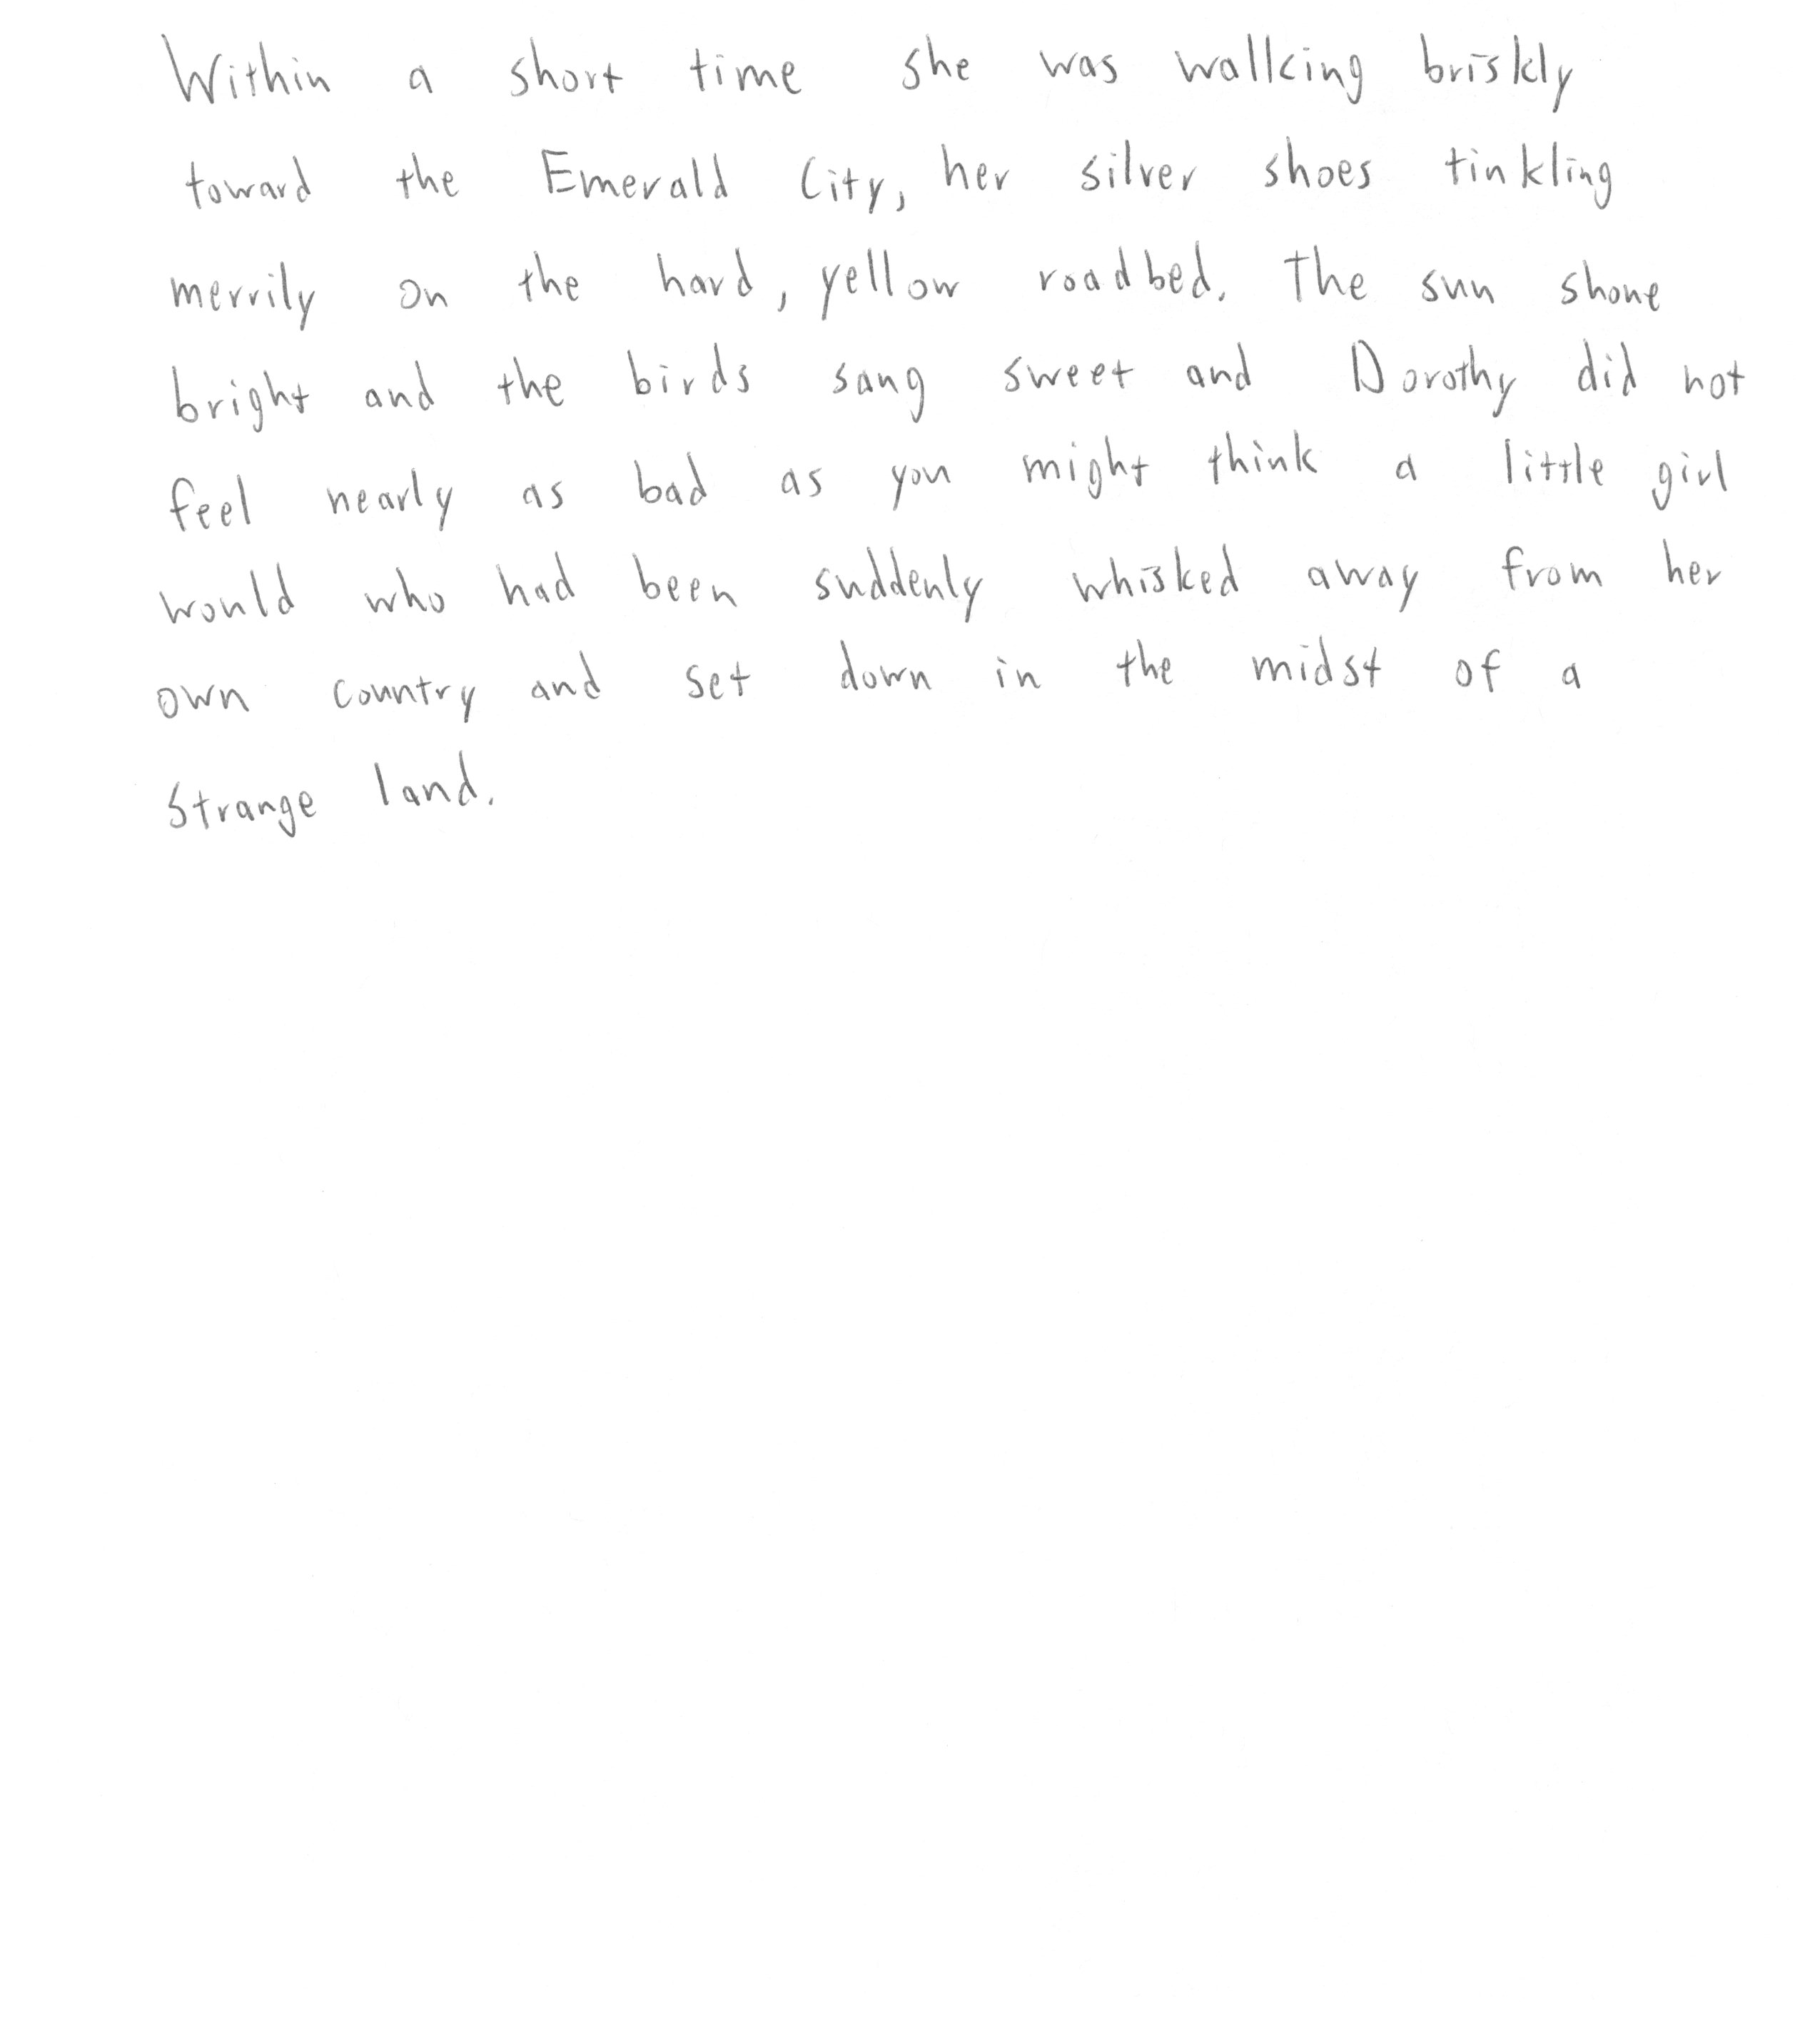 Within a short time she was walking briskly
toward the Emerald City, her silver shoes tinkling
merrily on the hard, yellow roadbed. The sun shone
bright and the birds sang sweet and Dorothy did not
feel nearly as bad as you might think a little girl
would who had been suddenly whisked away from her
own country and set down in the midst of a
strange land.